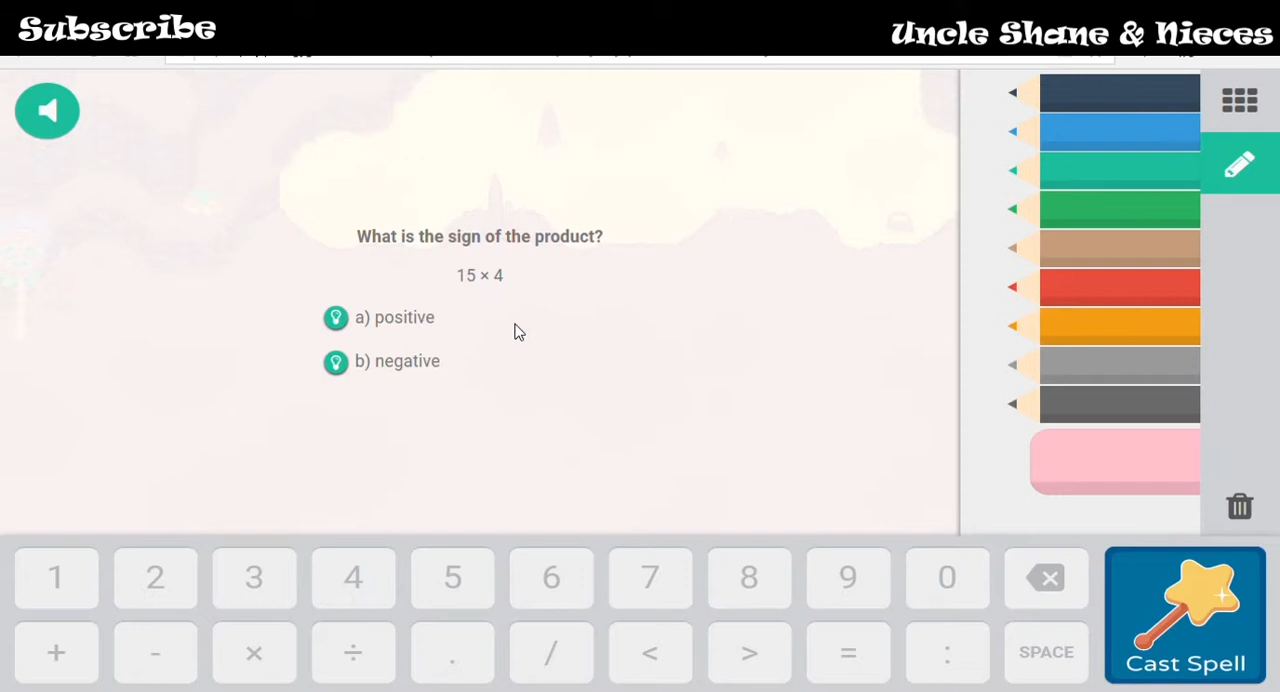 Subscribe
Uncle Shane & Nieces
What is the sign of the product?
15 × 4
a) positive
b) negative
1 2 3 4 5 6 7 8 9 0
+ - × ÷ . / < > = : SPACE
Cast Spell